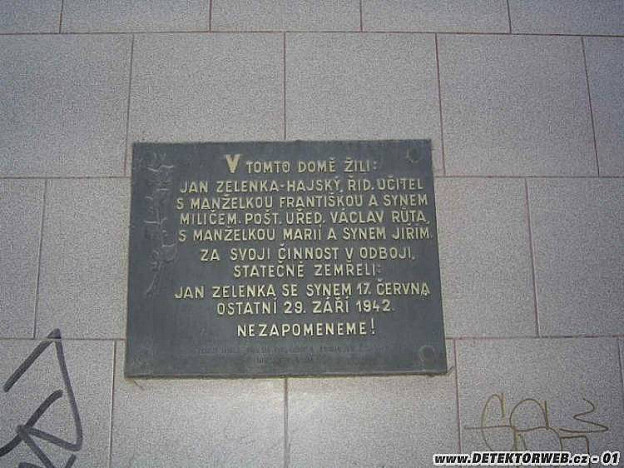 V TOMTO DOMĚ ŽILI:
JAN ZELENKA-HAJSKÝ, ŘÍD. UČITEL
S MANŽELKOU FRANTIŠKOU A SYNEM
MILIČEM. POŠT. UŘED. VÁCLAV RŮTA,
S MANŽELKOU MARIÍ A SYNEM JIŘÍM.
ZA SVOJI ČINNOST V ODBOJI,
STATEČNĚ ZEMŘELI:
JAN ZELENKA SE SYNEM 17. ČERVNA
OSTATNÍ 29. ZÁŘÍ 1942.
NEZAPOMENEME!
www.DETEKTORWEB.cz - 01